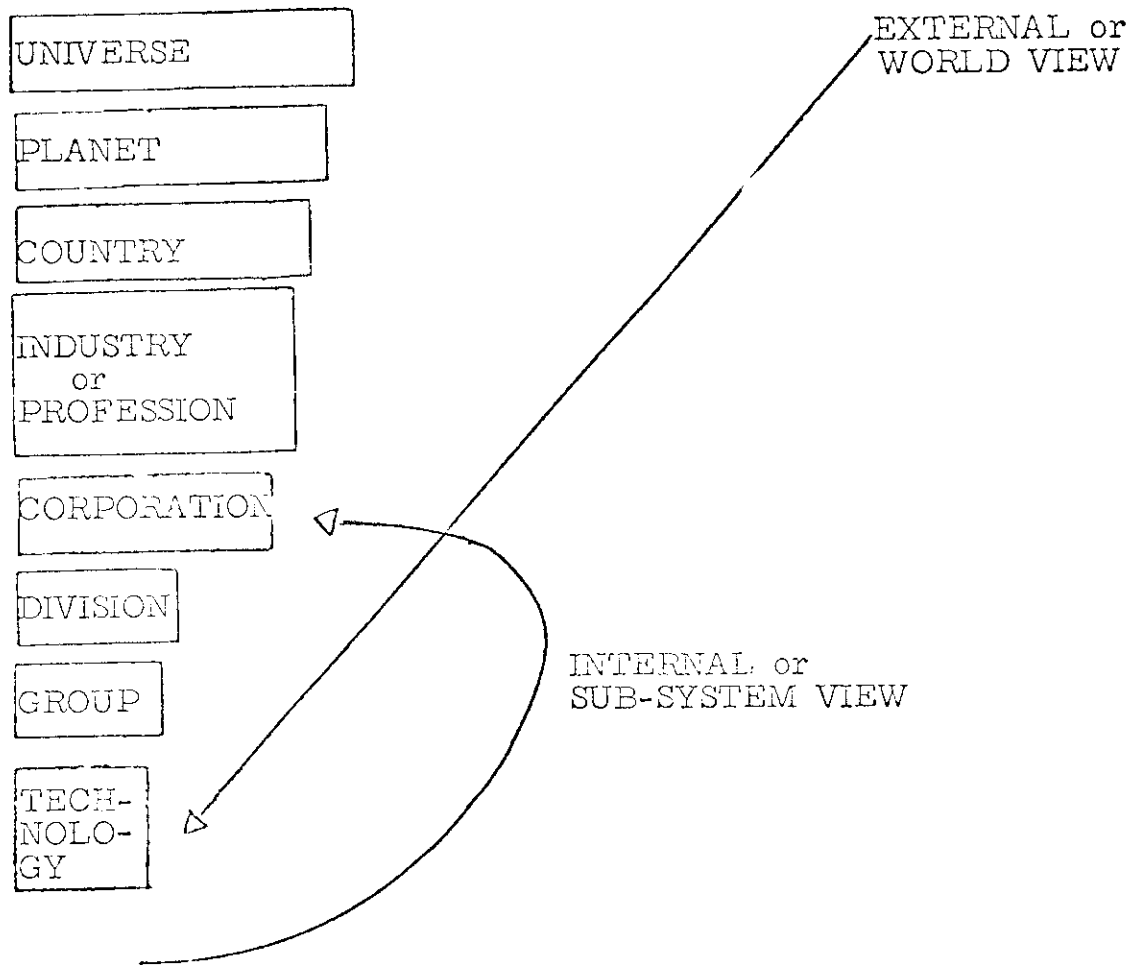 UNIVERSE
EXTERNAL or
WORLD VIEW
PLANET
COUNTRY
INDUSTRY
or
PROFESSION
CORPORATION
DIVISION
INTERNAL or
SUB-SYSTEM VIEW
GROUP
TECH-
NOLO-
GY